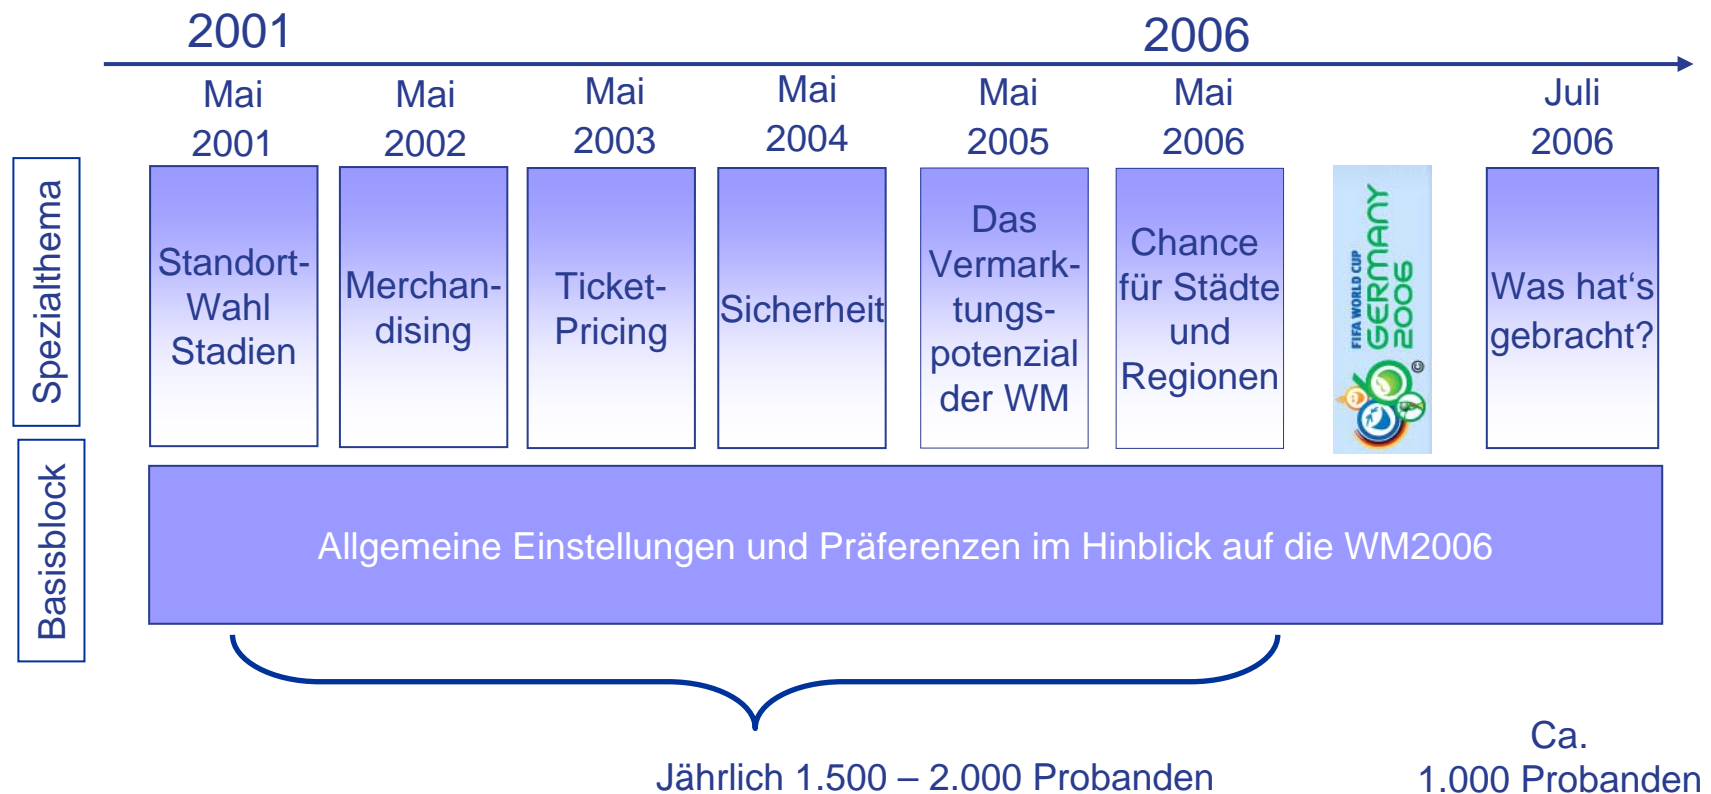 2001
2006
Mai
2001
Mai
2002
Mai
2003
Mai
2004
Mai
2005
Mai
2006
Juli
2006
Spezialthema
Standort-
Wahl
Stadien
Merchan-
dising
Ticket-
Pricing
Sicherheit
Das
Vermark-
tungs-
potenzial
der WM
Chance
für Städte
und
Regionen
FIFA WORLD CUP
GERMANY
2006
©
Was hat‘s
gebracht?
Basisblock
Allgemeine Einstellungen und Präferenzen im Hinblick auf die WM2006
Jährlich 1.500 – 2.000 Probanden
Ca.
1.000 Probanden